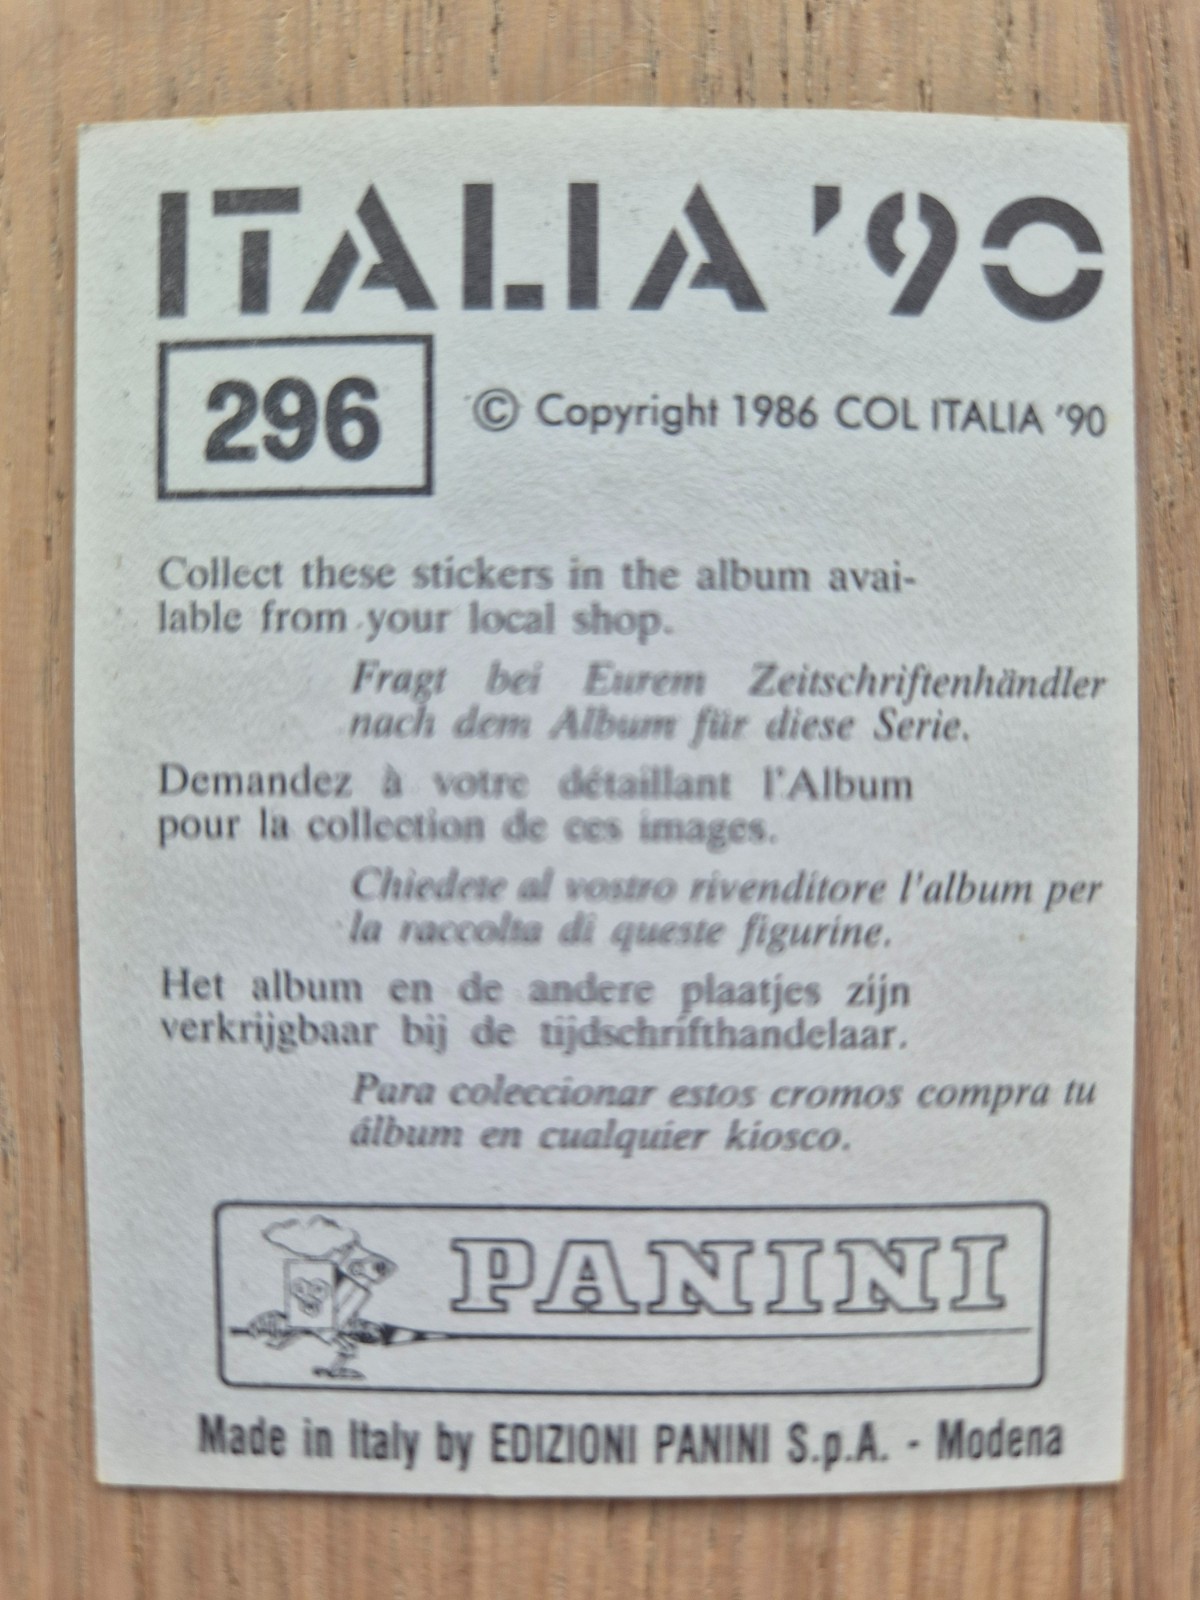 ITALIA '90
296
© Copyright 1986 COL ITALIA '90
Collect these stickers in the album avai-
lable from your local shop.
Fragt bei Eurem Zeitschriftenhändler
nach dem Album für diese Serie.
Demandez à votre détaillant l'Album
pour la collection de ces images.
Chiedete al vostro rivenditore l'album per
la raccolta di queste figurine.
Het album en de andere plaatjes zijn
verkrijgbaar bij de tijdschrifthandelaar.
Para coleccionar estos cromos compra tu
álbum en cualquier kiosco.
PANINI
Made in Italy by EDIZIONI PANINI S.p.A. - Modena